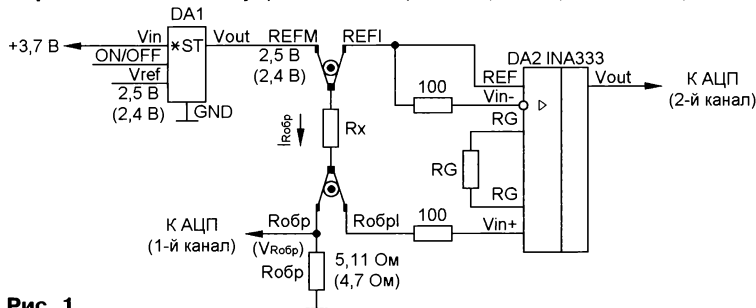 DA1
+3,7 В
Vin
*ST
Vout
REFM
REFI
ON/OFF
Vref
2,5 В
(2,4 В)
GND
2,5 В
(2,4 В)
DA2 INA333
REF
Vout
К АЦП
(2-й канал)
100
Vin-
RG
RG
RG
IRобр
Rx
Rобр
RобрI
100
Vin+
К АЦП
(1-й канал)
(VRобр)
Rобр
5,11 Ом
(4,7 Ом)
Рис. 1